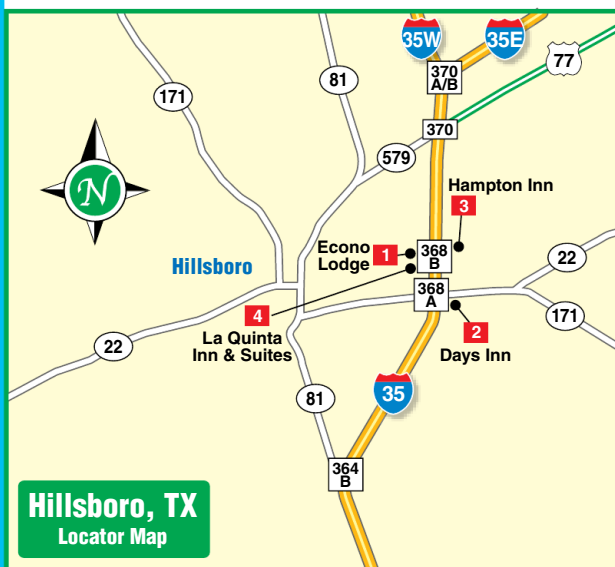 35W
35E
77
370
A/B
81
171
370
579
Hampton Inn
3
N
Econo
Lodge
1
368
B
22
Hillsboro
368
A
4
171
La Quinta
Inn & Suites
2
Days Inn
22
35
81
364
B
Hillsboro, TX
Locator Map